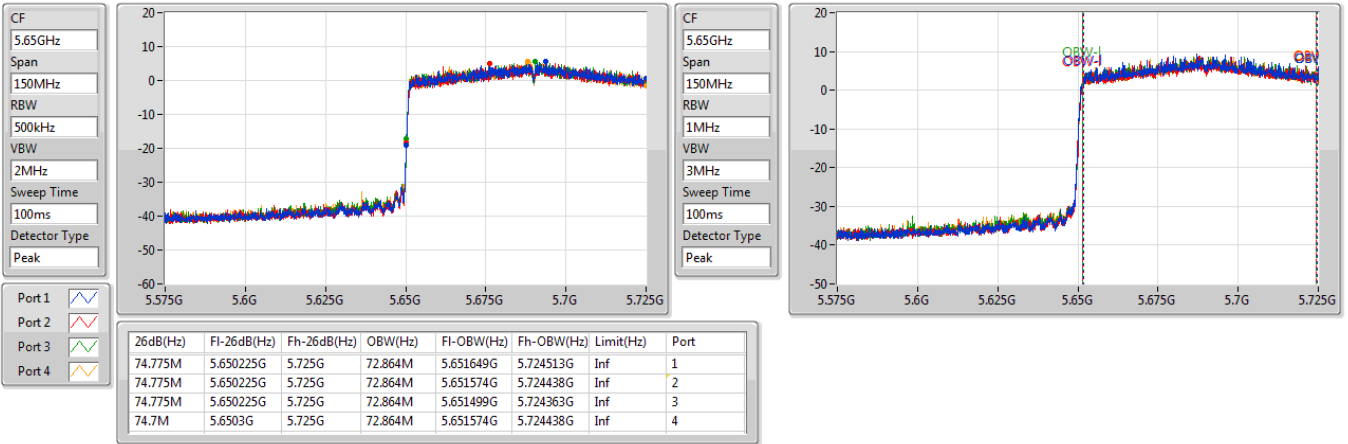 CF
5.65GHz
Span
150MHz
RBW
500kHz
VBW
2MHz
Sweep Time
100ms
Detector Type
Peak
20
10
0
-10
-20
-30
-40
-50
-60
5.575G 5.6G 5.625G 5.65G 5.675G 5.7G 5.725G
CF
5.65GHz
Span
150MHz
RBW
1MHz
VBW
3MHz
Sweep Time
100ms
Detector Type
Peak
20
10
0
-10
-20
-30
-40
-50
OBW-l
OBW-l
OBW
5.575G 5.6G 5.625G 5.65G 5.675G 5.7G 5.725G
Port 1
Port 2
Port 3
Port 4
26dB(Hz) Fl-26dB(Hz) Fh-26dB(Hz) OBW(Hz) Fl-OBW(Hz) Fh-OBW(Hz) Limit(Hz) Port
74.775M 5.650225G 5.725G 72.864M 5.651649G 5.724513G Inf 1
74.775M 5.650225G 5.725G 72.864M 5.651574G 5.724438G Inf 2
74.775M 5.650225G 5.725G 72.864M 5.651499G 5.724363G Inf 3
74.7M 5.6503G 5.725G 72.864M 5.651574G 5.724438G Inf 4